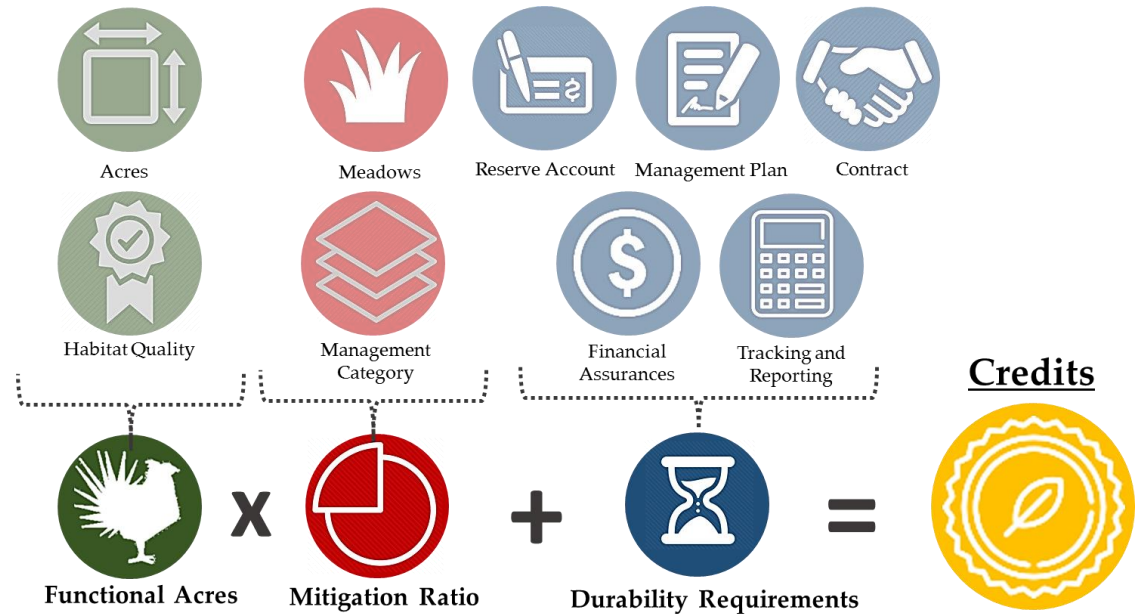 Acres
Meadows
Reserve Account
Management Plan
Contract
$
Habitat Quality
Management
Category
$
Financial
Assurances
Tracking and
Reporting
Credits
x
+
=
Functional Acres
Mitigation Ratio
Durability Requirements